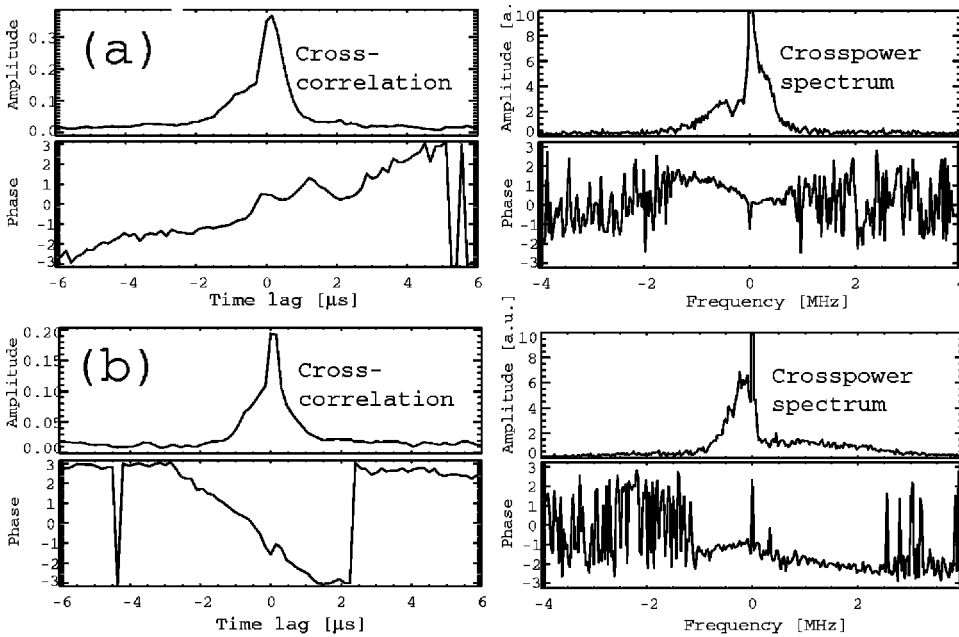 (a)
Amplitude
0.3
0.2
0.1
0.0
Cross-
correlation
Phase
3
2
1
0
-1
-2
-3
-6 -4 -2 0 2 4 6
Time lag [μs]
Amplitude [a.
10
8
6
4
2
0
Crosspower
spectrum
Phase
3
2
1
0
-1
-2
-3
-4 -2 0 2 4
Frequency [MHz]
(b)
Amplitude
0.20
0.15
0.10
0.05
0.00
Cross-
correlation
Phase
3
2
1
0
-1
-2
-3
-6 -4 -2 0 2 4 6
Time lag [μs]
Amplitude [a.u.]
10
8
6
4
2
0
Crosspower
spectrum
Phase
3
2
1
0
-1
-2
-3
-4 -2 0 2 4
Frequency [MHz]